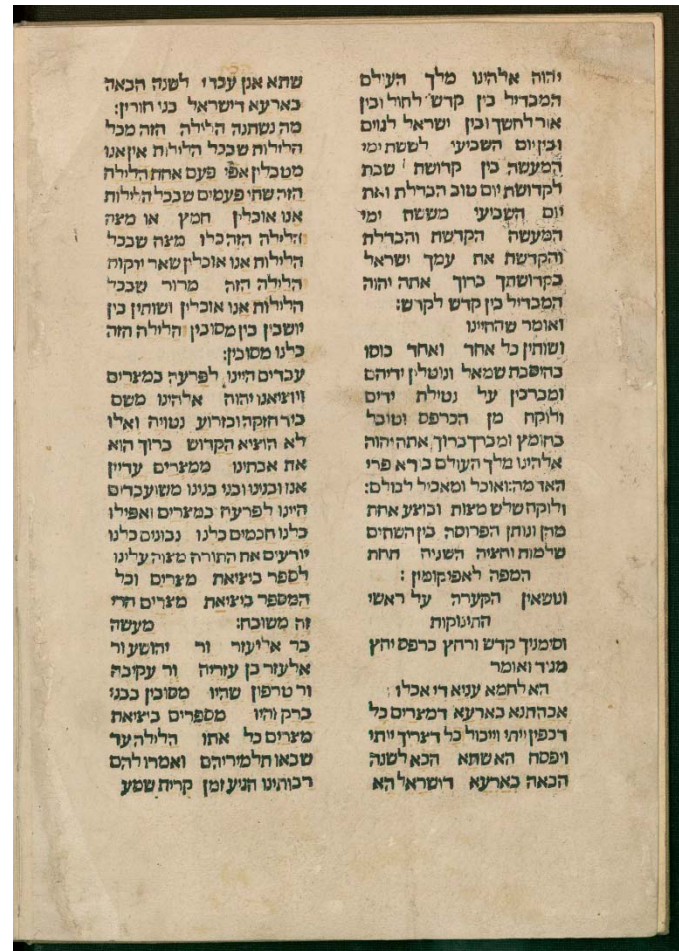 יהוה אלהינו מלך העולם
המבדיל בין קדש לחול ובין
אור לחשך ובין ישראל לגוים
ובין יום השביעי לששת ימי
המעשה בין קדושת שבת
לקדושת יום טוב הבדלת ואת
יום השביעי מששת ימי
המעשה הקדשת והבדלת
והקדשת את עמך ישראל
בקדושתך ברוך אתה יהוה
המבדיל בין קדש לקדש:
ואומר שהחיינו
ושותין כל אחד ואחד כוסו
בהיסבת שמאל ונוטלין ידיהם
ומברכין על נטילת ידים
ולוקח מן הכרפס וטובל
בחומץ ומברך ברוך אתה יהוה
אלהינו מלך העולם בורא פרי
האדמה: ואוכל ומאכיל לכולם:
ולוקח שלש מצות ובוצע אחת
מהן ונותן הפרוסה בין השתים
שלמות וחציה השניה תחת
המפה לאפיקומין:
ונושאין הקערה על ראשי
התינוקות
וסימניך קדש ורחץ כרפס יחץ
מגיד ואומר
הא לחמא עניא די אכלו
אבהתנא בארעא דמצרים כל
דכפין ייתי וייכול כל דצריך ייתי
ויפסח האשתא הכא לשנה
הבאה בארעא דישראל הא
שתא אנן עבדי לשנה הבאה
בארעא דישראל בני חורין:
מה נשתנה הלילה הזה מכל
הלילות שבכל הלילות אין אנו
מטבלין אפי פעם אחת הלילה
הזה שתי פעמים שבכל הלילות
אנו אוכלין חמץ או מצה
הלילה הזה כלו מצה שבכל
הלילות אנו אוכלין שאר ירקות
הלילה הזה מרור שבכל
הלילות אנו אוכלין ושותין בין
יושבין בין מסובין הלילה הזה
כלנו מסובין:
עבדים היינו לפרעה במצרים
ויוציאנו יהוה אלהינו משם
ביד חזקה ובזרוע נטויה ואלו
לא הוציא הקדוש ברוך הוא
את אבתינו ממצרים עדיין
אנו ובנינו ובני בנינו משועבדים
היינו לפרעה במצרים ואפילו
כלנו חכמים כלנו נבונים כלנו
יודעים את התורה מצוה עלינו
לספר ביציאת מצרים וכל
המספר ביציאת מצרים הרי
זה משובח: מעשה
בר אליעזר ור יהושע ור
אלעזר בן עזריה ור עקיבה
ור טרפון שהיו מסובין בבני
ברק והיו מספרים ביציאת
מצרים כל אתו הלילה עד
שבאו תלמידיהם ואמרו להם
רבותינו הגיע זמן קרית שמע